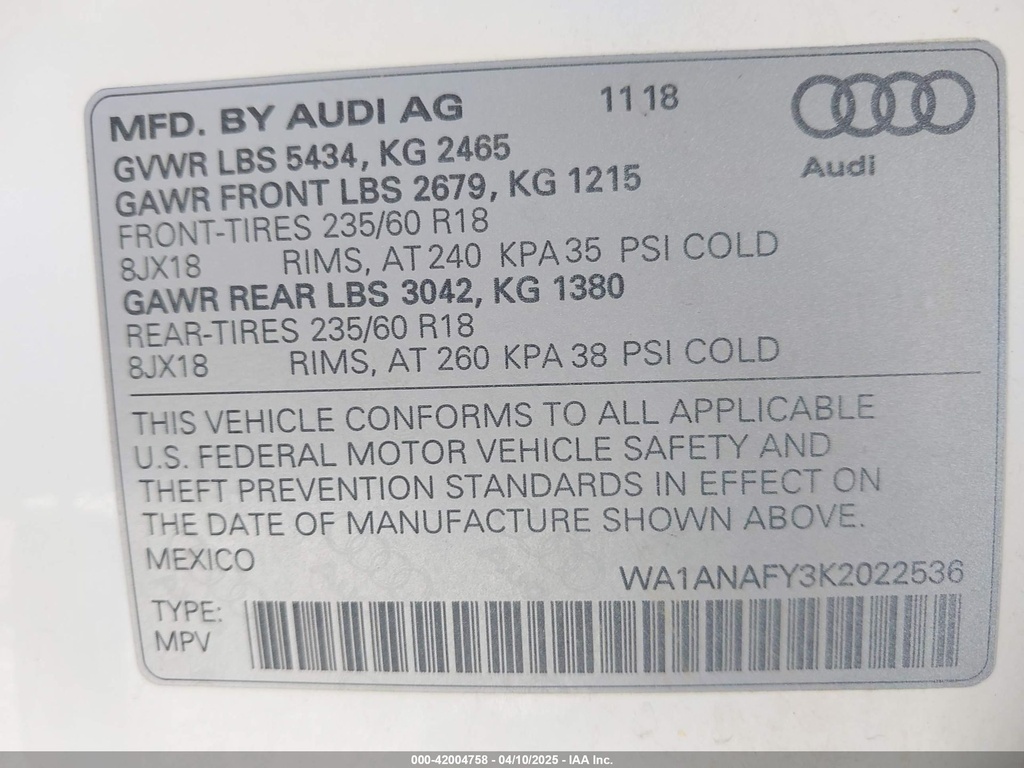 MFD. BY AUDI AG 11 18
Audi
GVWR LBS 5434, KG 2465
GAWR FRONT LBS 2679, KG 1215
FRONT-TIRES 235/60 R18
8JX18 RIMS, AT 240 KPA 35 PSI COLD
GAWR REAR LBS 3042, KG 1380
REAR-TIRES 235/60 R18
8JX18 RIMS, AT 260 KPA 38 PSI COLD
THIS VEHICLE CONFORMS TO ALL APPLICABLE
U.S. FEDERAL MOTOR VEHICLE SAFETY AND
THEFT PREVENTION STANDARDS IN EFFECT ON
THE DATE OF MANUFACTURE SHOWN ABOVE.
MEXICO
WA1ANAFY3K2022536
TYPE:
MPV
000-42004758 - 04/10/2025 - IAA Inc.